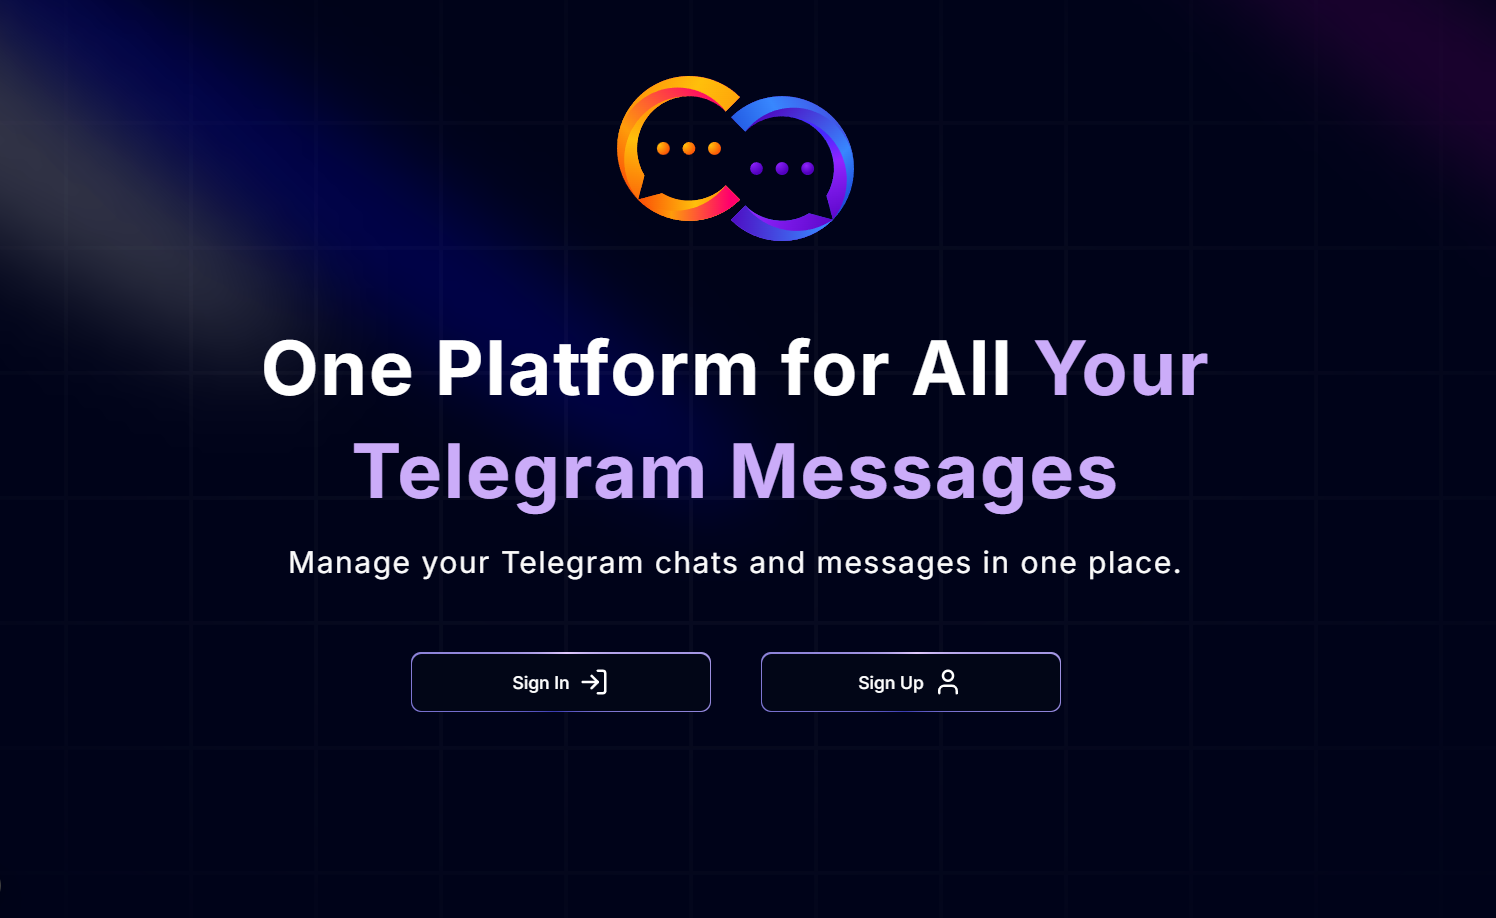 One Platform for All Your
Telegram Messages
Manage your Telegram chats and messages in one place.
Sign In
Sign Up